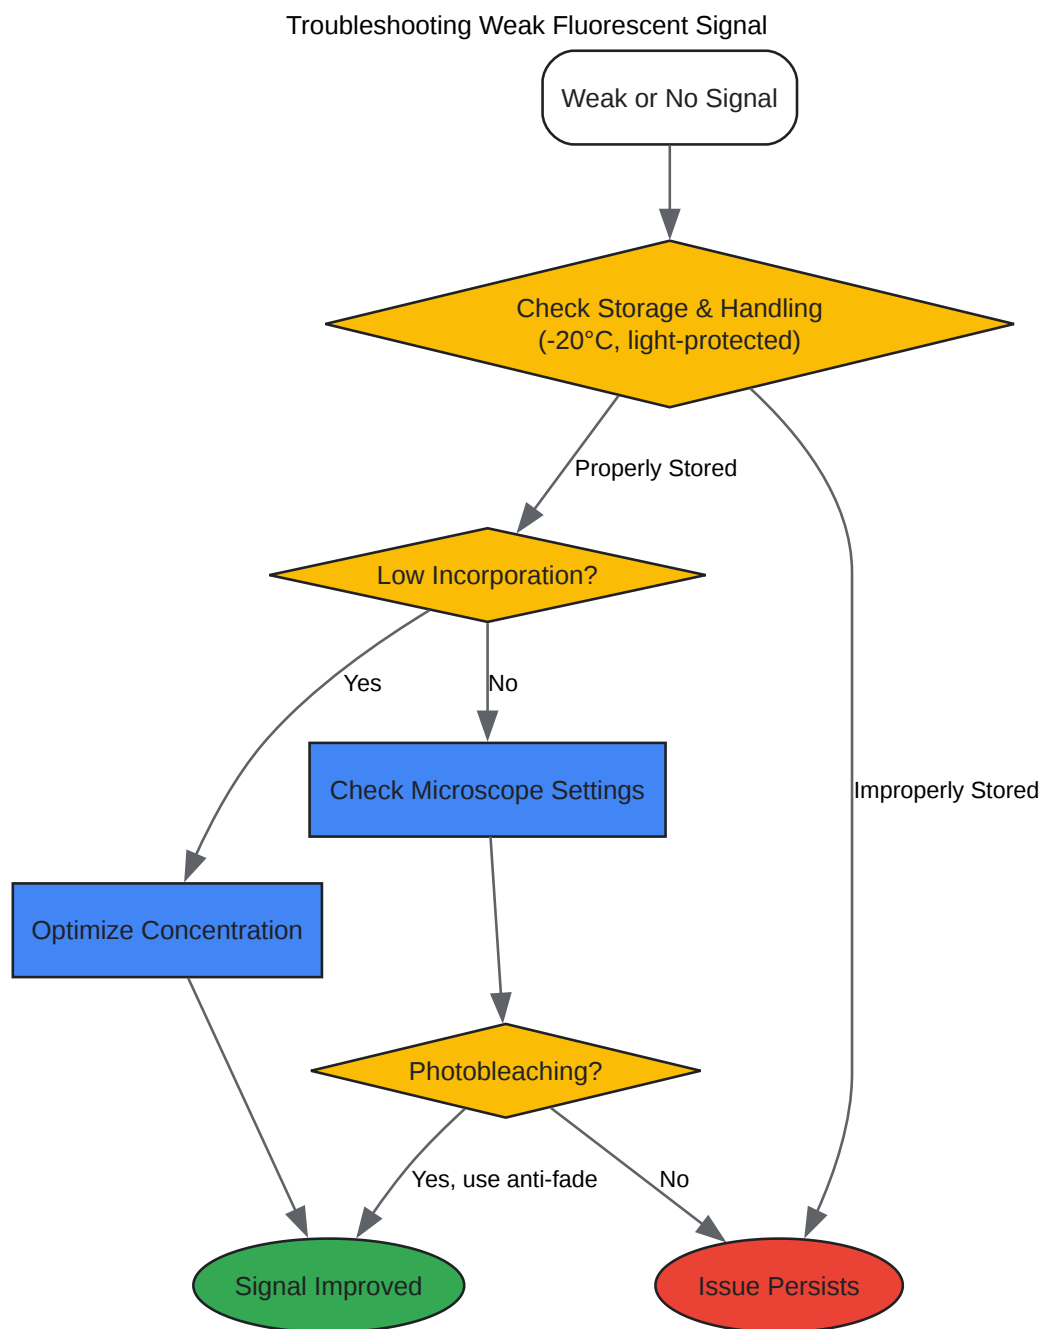 Troubleshooting Weak Fluorescent Signal
Weak or No Signal
Check Storage & Handling
(-20°C, light-protected)
Properly Stored
Low Incorporation?
Yes
No
Check Microscope Settings
Improperly Stored
Optimize Concentration
Photobleaching?
Yes, use anti-fade
No
Signal Improved
Issue Persists